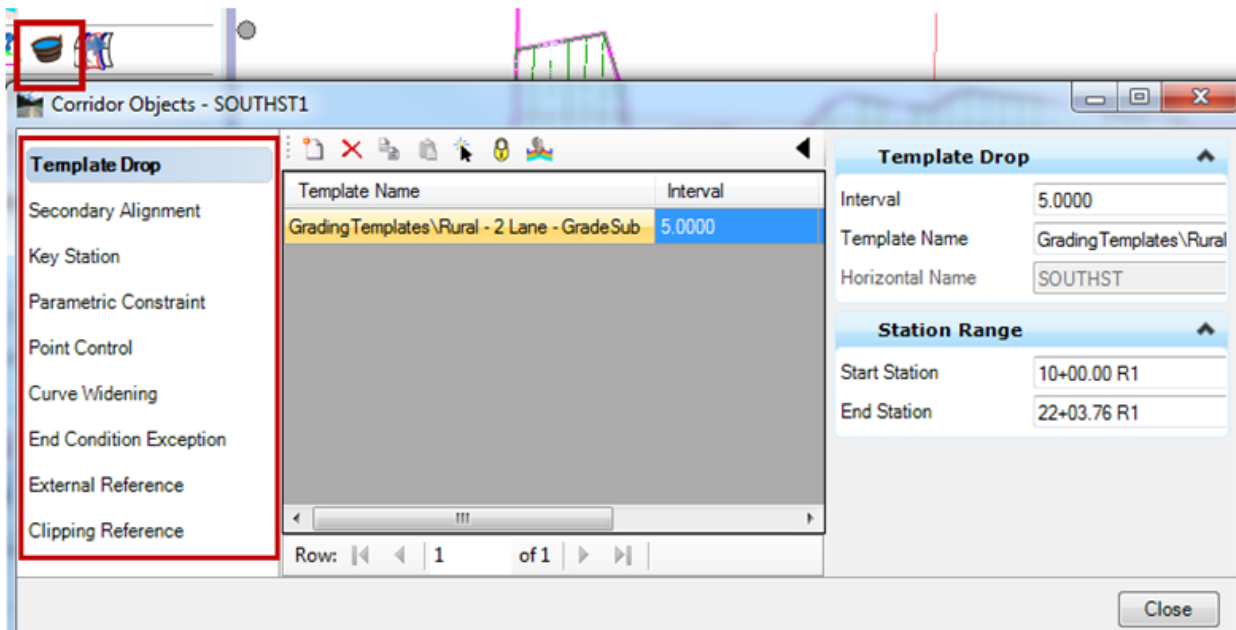 Corridor Objects - SOUTHST1
Template Drop
Secondary Alignment
Key Station
Parametric Constraint
Point Control
Curve Widening
End Condition Exception
External Reference
Clipping Reference
Template Name Interval
GradingTemplates\Rural - 2 Lane - GradeSub 5.0000
Row: 1 of 1
Template Drop
Interval 5.0000
Template Name GradingTemplates\Rural
Horizontal Name SOUTHST
Station Range
Start Station 10+00.00 R1
End Station 22+03.76 R1
Close